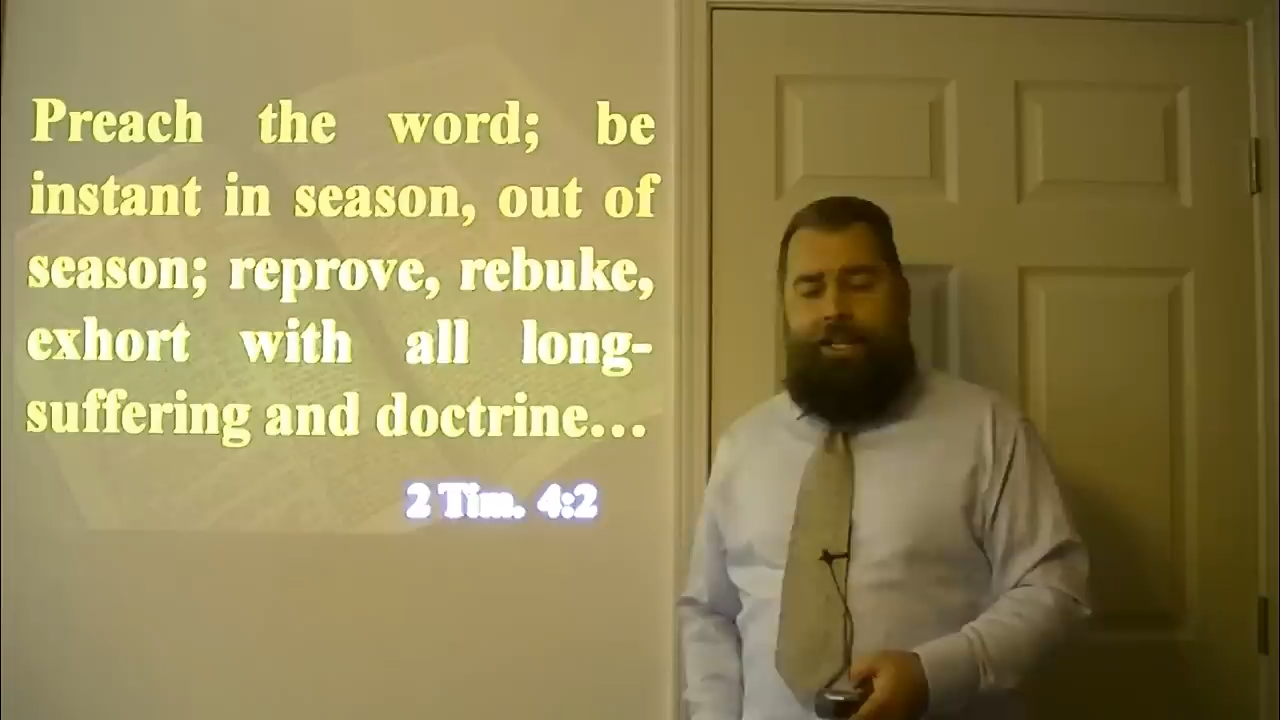 Preach the word; be
instant in season, out of
season; reprove, rebuke,
exhort with all long-
suffering and doctrine…
2 Tim. 4:2